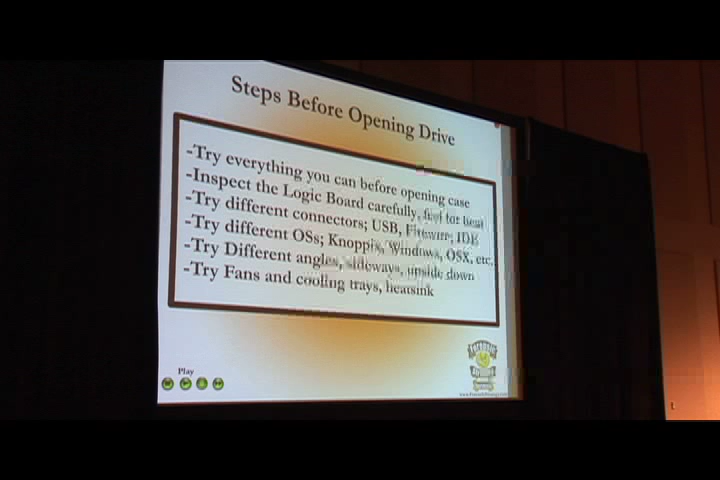 Steps Before Opening Drive
-Try everything you can before opening case
-Inspect the Logic Board carefully, feel for heat
-Try different connectors; USB, Firewire, IDE
-Try different OSs; Knoppix, Windows, OSX, etc.
-Try Different angles, sideways, upside down
-Try Fans and cooling trays, heatsink
Play
Forensic